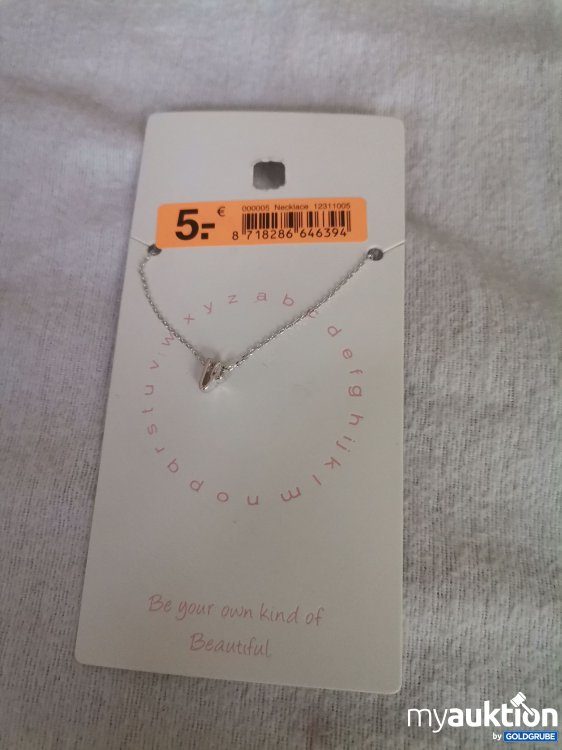 5.- €
000005 Necklace 12311005
8 718286 646394
a b c d e f g h i j k l m n o p q r s t u v w x y z
Be your own kind of
Beautiful
myauktion
by GOLDGRUBE